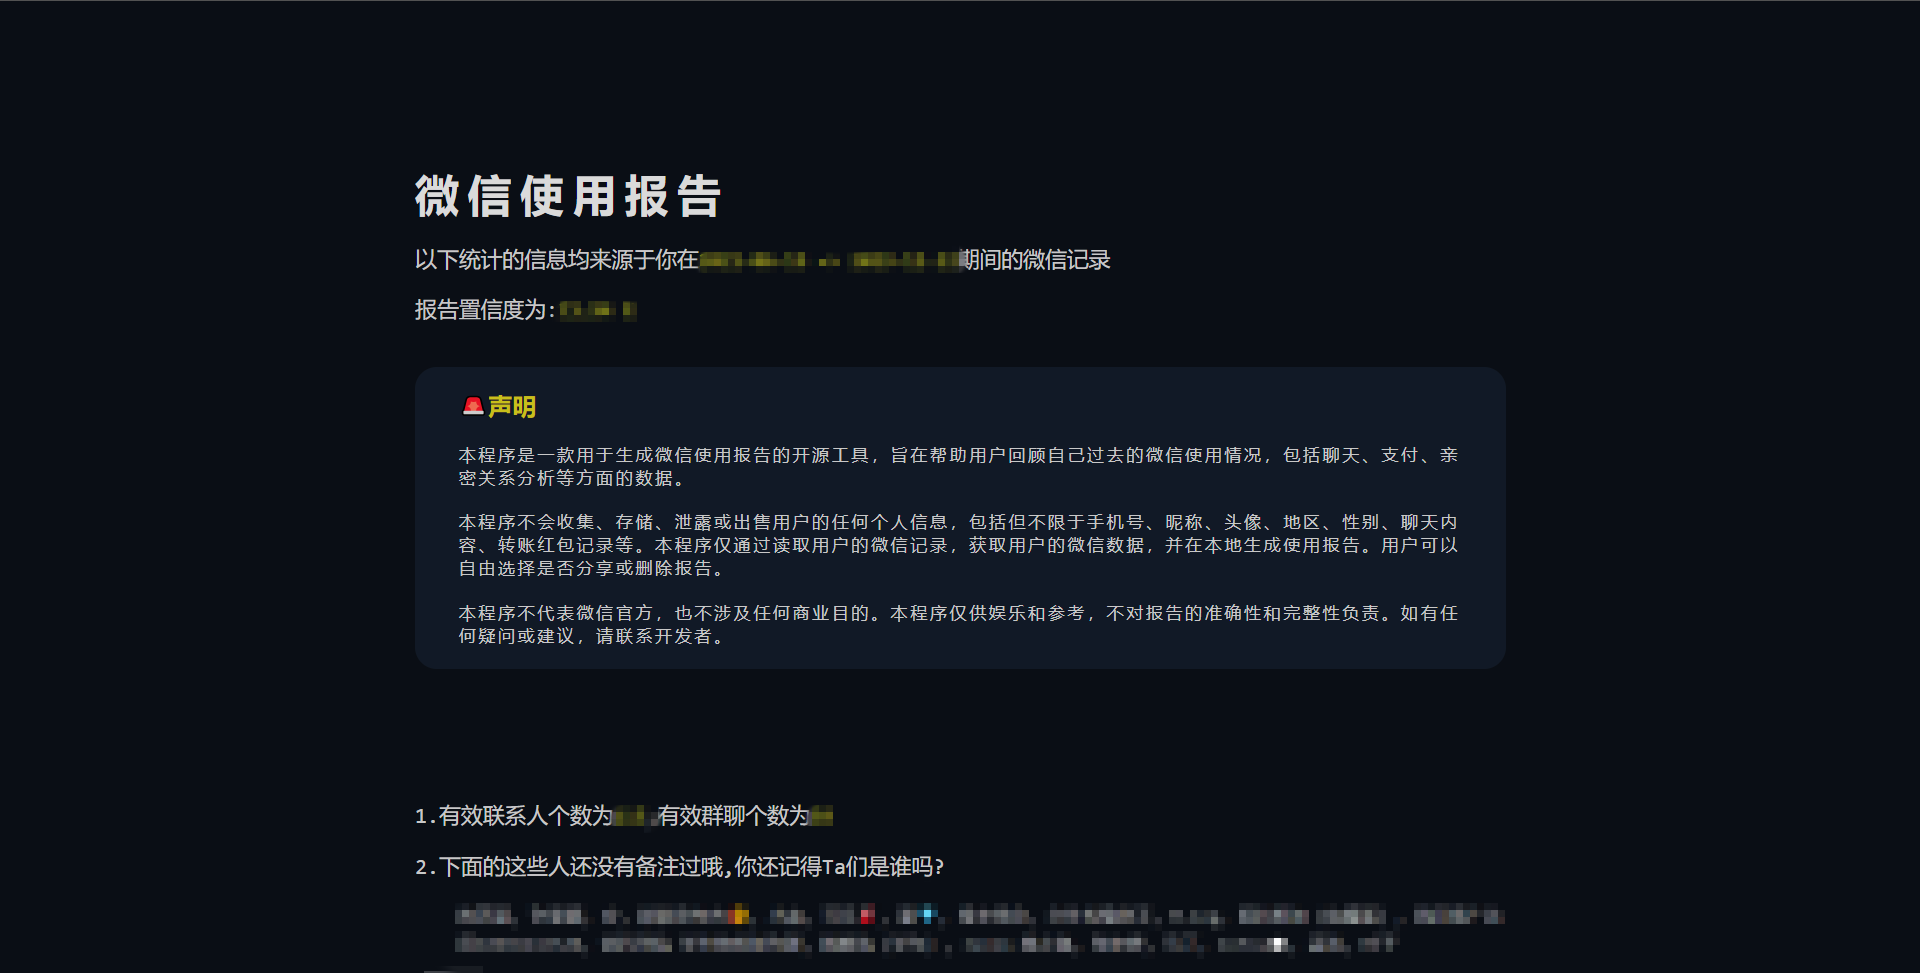 微信使用报告
以下统计的信息均来源于你在期间的微信记录
报告置信度为:
声明
本程序是一款用于生成微信使用报告的开源工具，旨在帮助用户回顾自己过去的微信使用情况，包括聊天、支付、亲
密关系分析等方面的数据。
本程序不会收集、存储、泄露或出售用户的任何个人信息，包括但不限于手机号、昵称、头像、地区、性别、聊天内
容、转账红包记录等。本程序仅通过读取用户的微信记录，获取用户的微信数据，并在本地生成使用报告。用户可以
自由选择是否分享或删除报告。
本程序不代表微信官方，也不涉及任何商业目的。本程序仅供娱乐和参考，不对报告的准确性和完整性负责。如有任
何疑问或建议，请联系开发者。
1.有效联系人个数为,有效群聊个数为
2.下面的这些人还没有备注过哦,你还记得Ta们是谁吗?